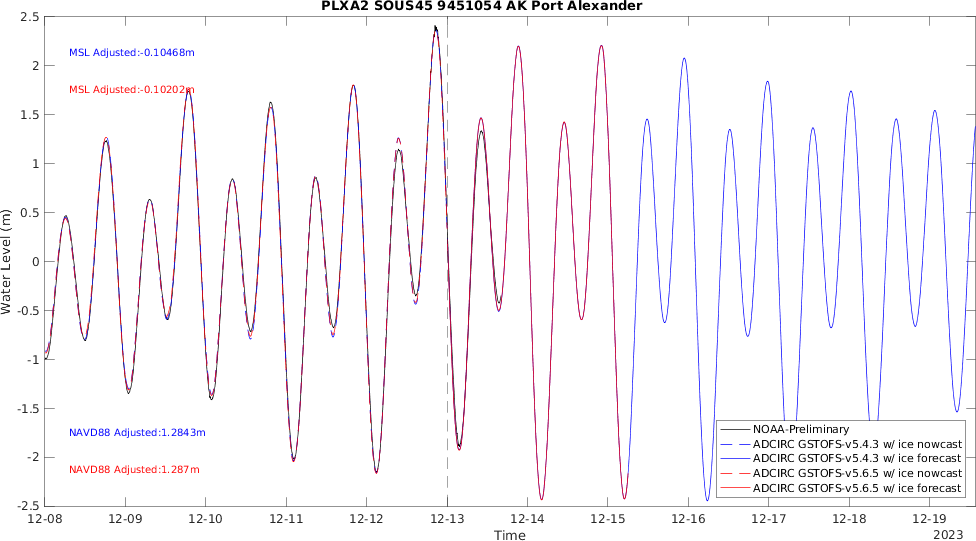 PLXA2 SOUS45 9451054 AK Port Alexander
Water Level (m)
2.5
2
1.5
1
0.5
0
-0.5
-1
-1.5
-2
-2.5
MSL Adjusted:-0.10468m
MSL Adjusted:-0.10202m
NAVD88 Adjusted:1.2843m
NAVD88 Adjusted:1.287m
NOAA-Preliminary
ADCIRC GSTOFS-v5.4.3 w/ ice nowcast
ADCIRC GSTOFS-v5.4.3 w/ ice forecast
ADCIRC GSTOFS-v5.6.5 w/ ice nowcast
ADCIRC GSTOFS-v5.6.5 w/ ice forecast
12-08 12-09 12-10 12-11 12-12 12-13 12-14 12-15 12-16 12-17 12-18 12-19
Time
2023